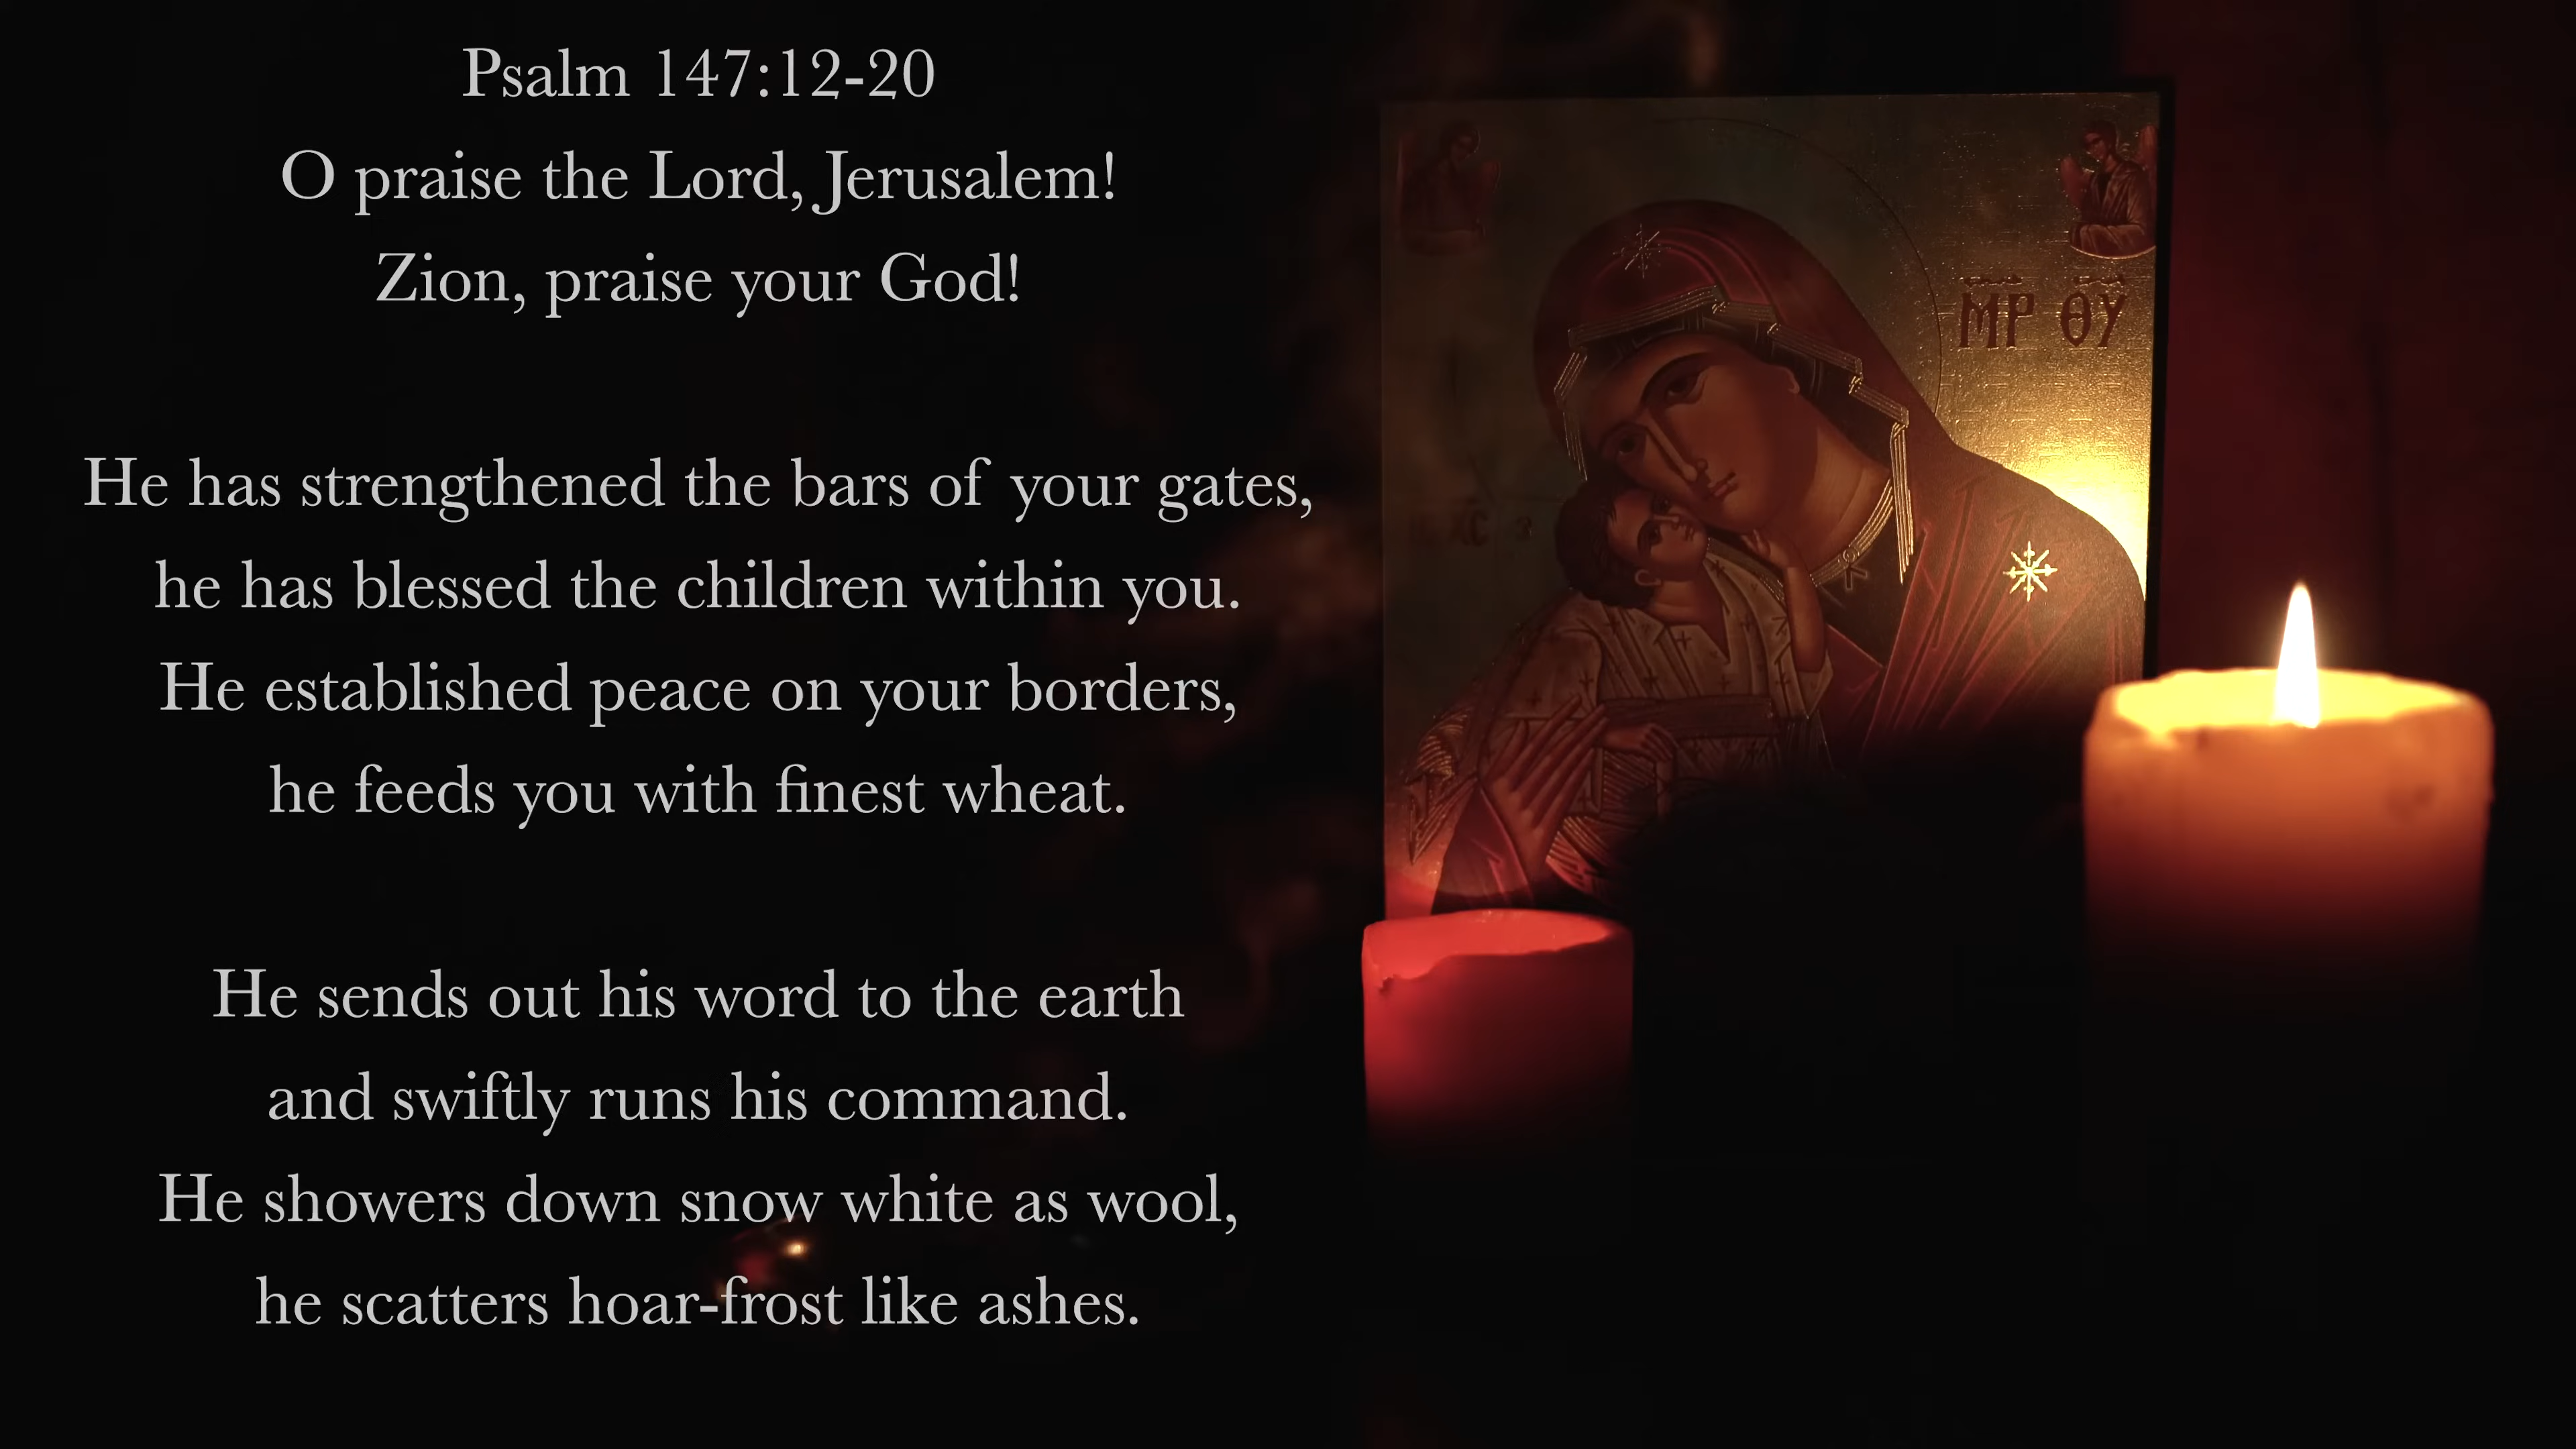 Psalm 147:12-20
O praise the Lord, Jerusalem!
Zion, praise your God!
He has strengthened the bars of your gates,
he has blessed the children within you.
He established peace on your borders,
he feeds you with finest wheat.
He sends out his word to the earth
and swiftly runs his command.
He showers down snow white as wool,
he scatters hoar-frost like ashes.
ΜΡ ΘΥ